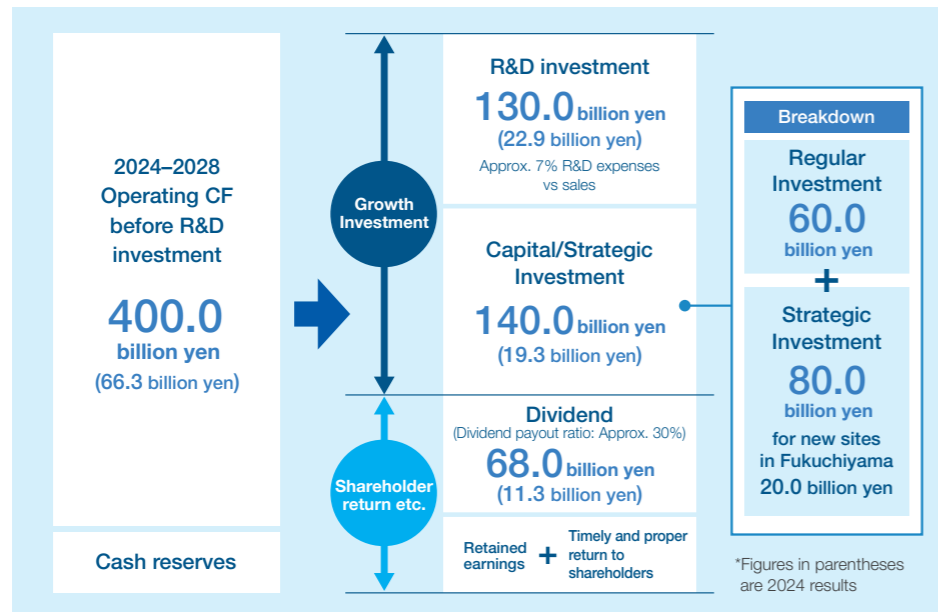 2024–2028
Operating CF
before R&D
investment
400.0
billion yen
(66.3 billion yen)
Cash reserves
Growth
Investment
Shareholder
return etc.
R&D investment
130.0 billion yen
(22.9 billion yen)
Approx. 7% R&D expenses
vs sales
Capital/Strategic
Investment
140.0 billion yen
(19.3 billion yen)
Dividend
(Dividend payout ratio: Approx. 30%)
68.0 billion yen
(11.3 billion yen)
Retained
earnings
+
Timely and proper
return to
shareholders
Breakdown
Regular
Investment
60.0
billion yen
+
Strategic
Investment
80.0
billion yen
for new sites
in Fukuchiyama
20.0 billion yen
*Figures in parentheses
are 2024 results